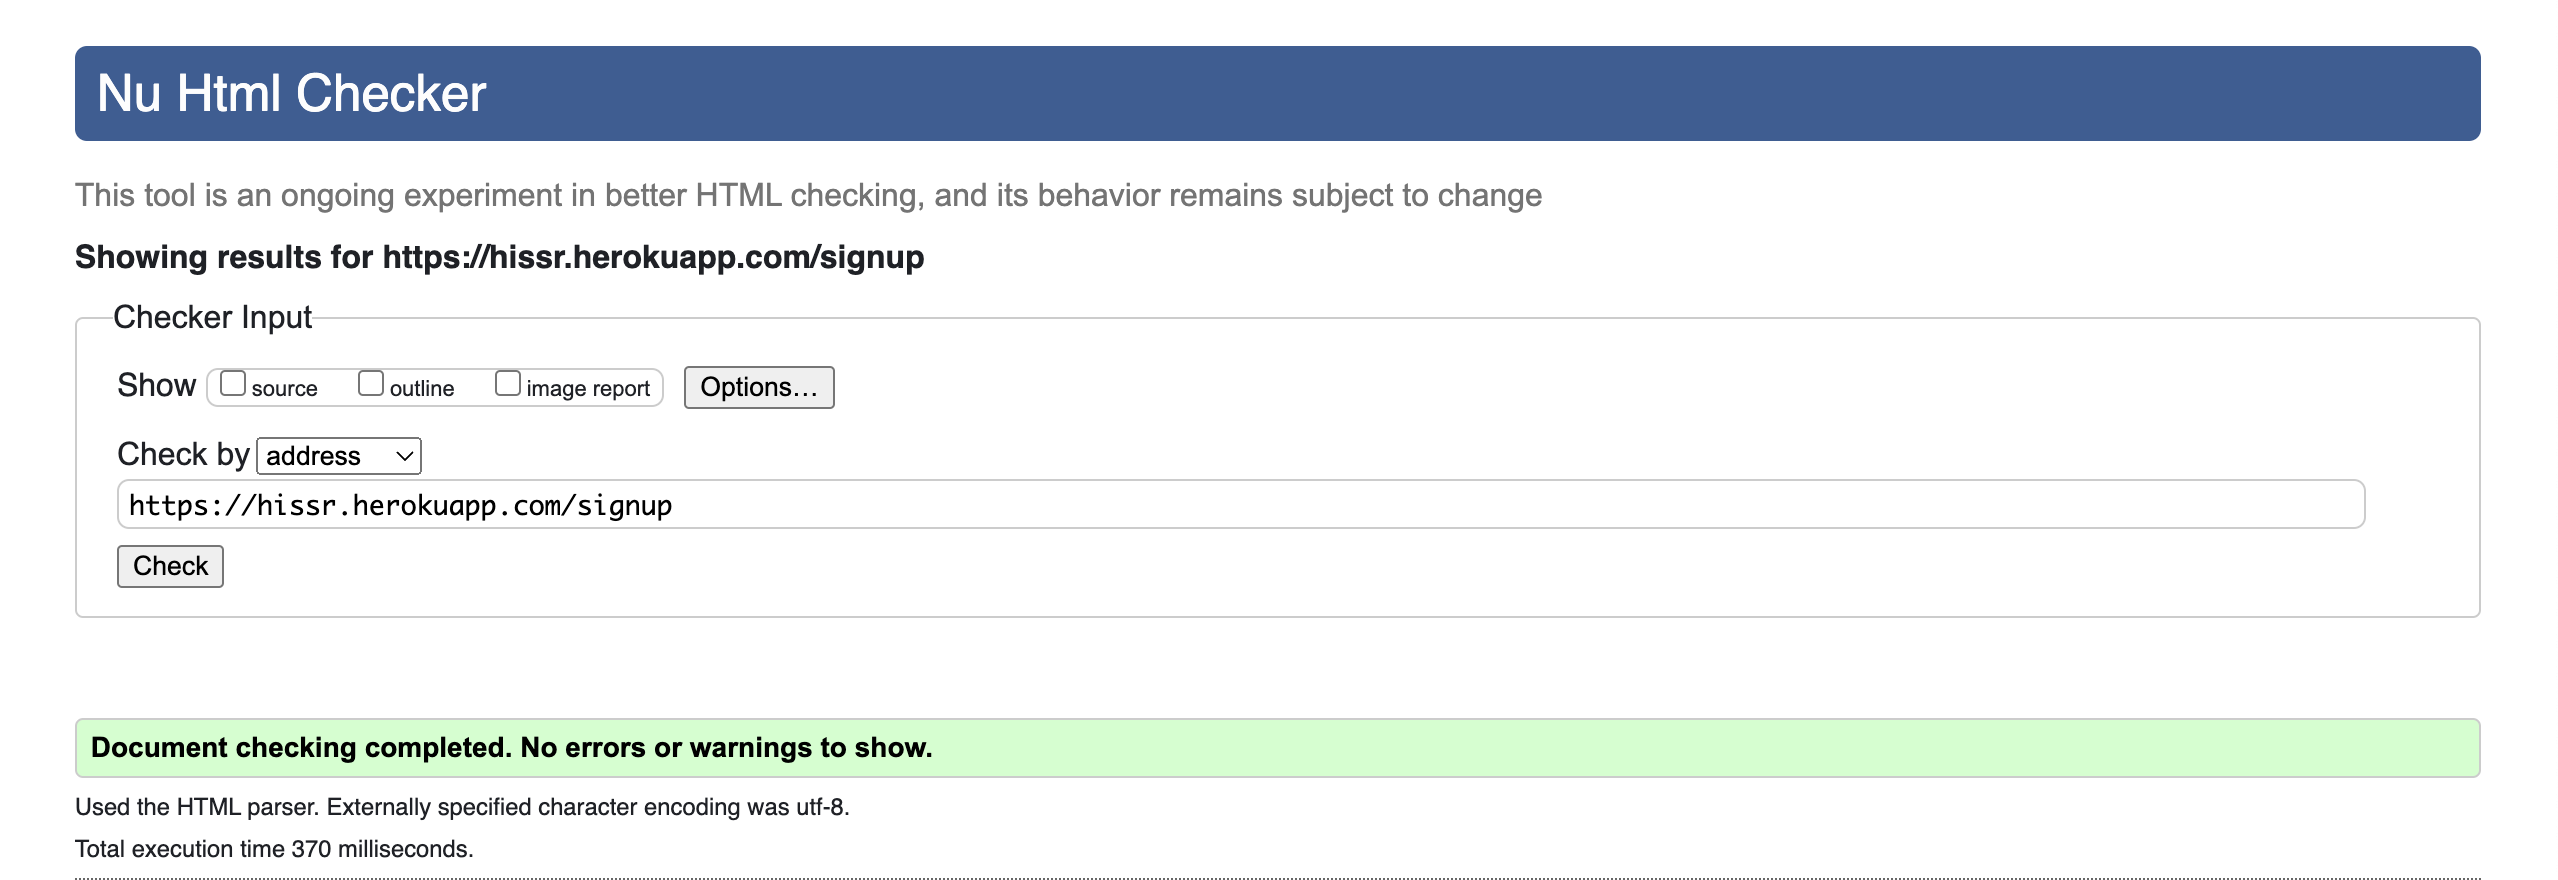 Nu Html Checker
This tool is an ongoing experiment in better HTML checking, and its behavior remains subject to change
Showing results for https://hissr.herokuapp.com/signup
Checker Input
Show source outline image report Options...
Check by address
https://hissr.herokuapp.com/signup
Check
Document checking completed. No errors or warnings to show.
Used the HTML parser. Externally specified character encoding was utf-8.
Total execution time 370 milliseconds.